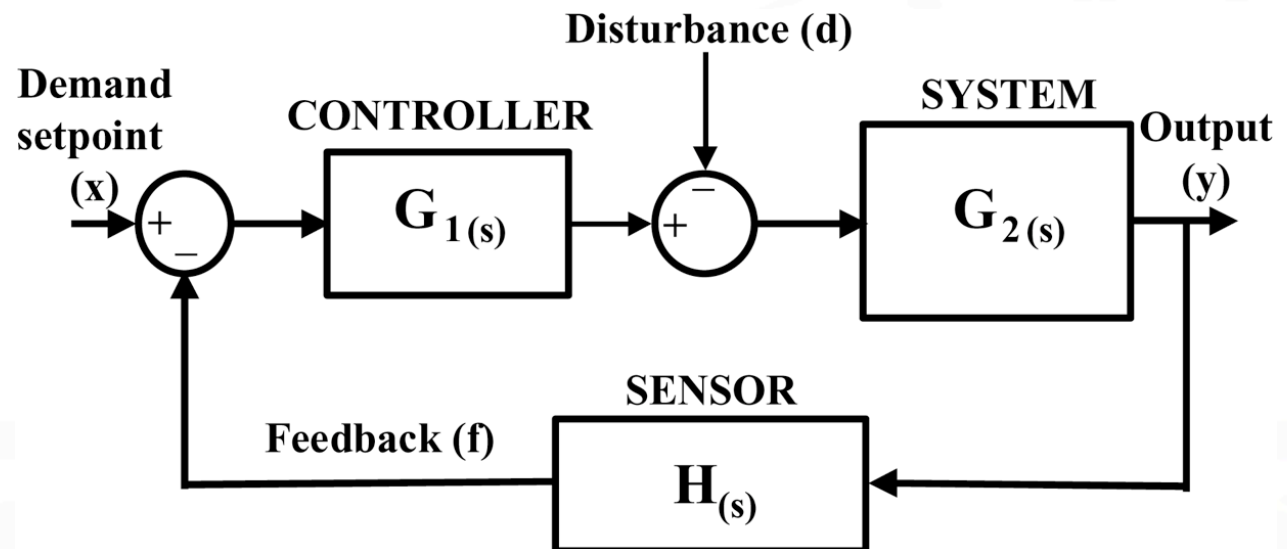 Disturbance (d)
Demand
setpoint
(x)
CONTROLLER
SYSTEM
Output
(y)
+
−
G1(s)
−
+
G2(s)
SENSOR
Feedback (f)
H(s)